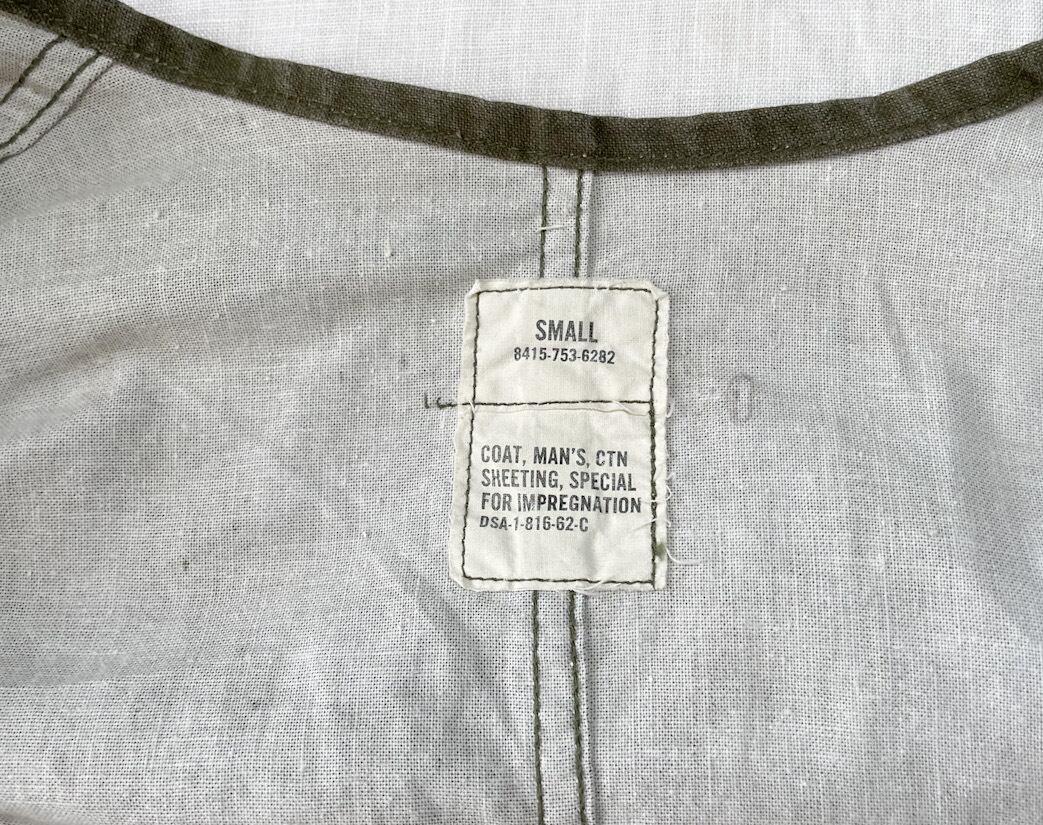 SMALL
8415-753-6282
COAT, MAN'S, CTN
SHEETING, SPECIAL
FOR IMPREGNATION
DSA-1-816-62-C